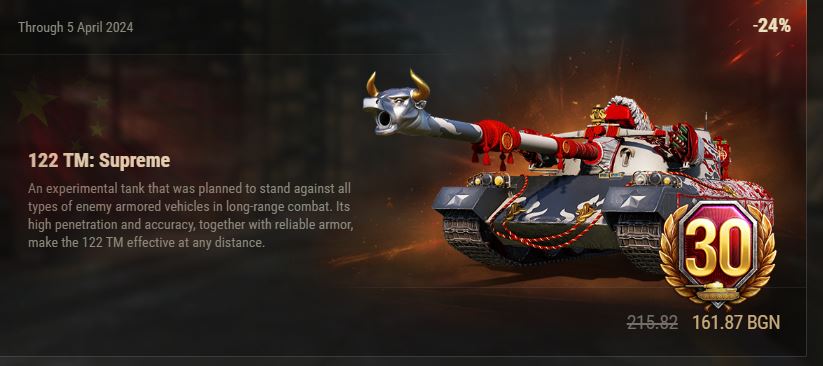 Through 5 April 2024
-24%
122 TM: Supreme
An experimental tank that was planned to stand against all
types of enemy armored vehicles in long-range combat. Its
high penetration and accuracy, together with reliable armor,
make the 122 TM effective at any distance.
30
215.82 161.87 BGN